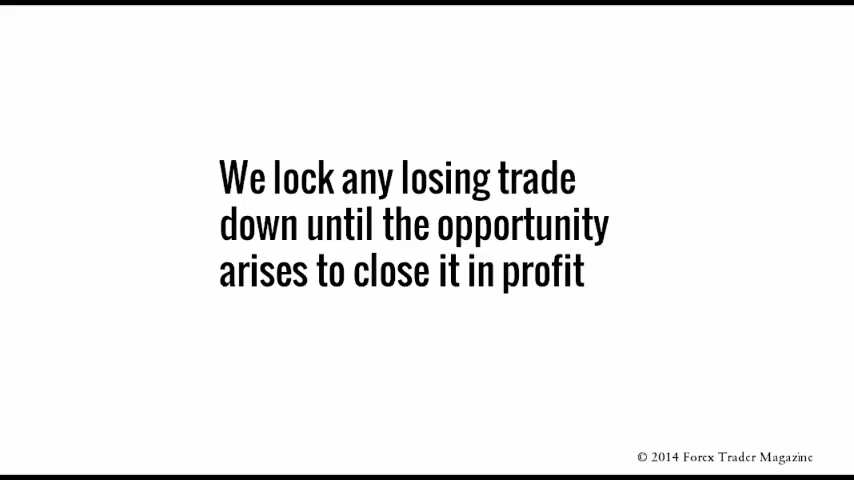 We lock any losing trade
down until the opportunity
arises to close it in profit
© 2014 Forex Trader Magazine